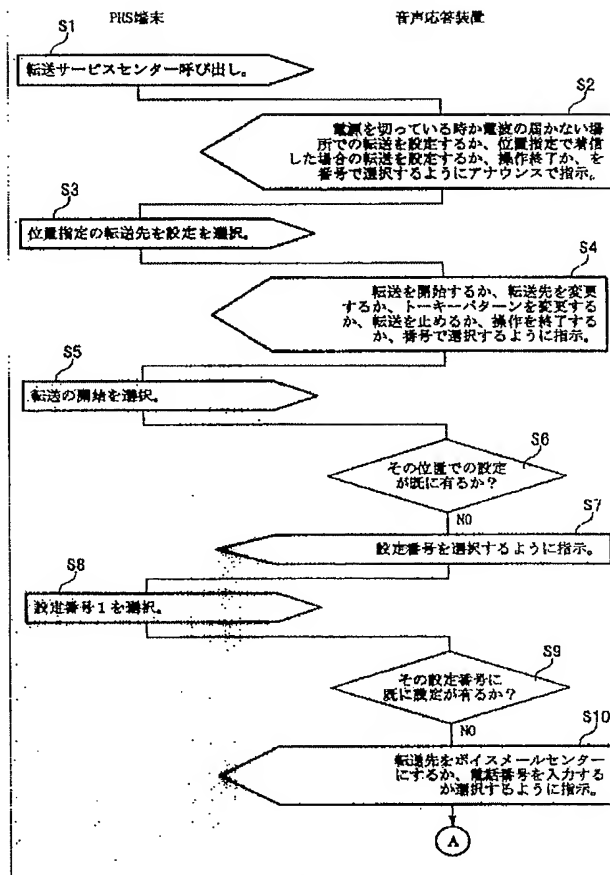 PHS端末
音声応答装置
S1
転送サービスセンター呼び出し。
S2
電源を切っている時か電波の届かない場
所での転送を設定するか、位置指定で着信
した場合の転送を設定するか、操作終了か、を
番号で選択するようにアナウンスで指示。
S3
位置指定の転送先を設定を選択。
S4
転送を開始するか、転送先を変更
するか、トーキーパターンを変更する
か、転送を止めるか、操作を終了する
か、番号で選択するように指示。
S5
転送の開始を選択。
S6
その位置での設定
が既に有るか?
NO
S7
設定番号を選択するように指示。
S8
設定番号1を選択。
S9
その設定番号に
既に設定が有るか?
NO
S10
転送先をボイスメールセンター
にするか、電話番号を入力する
か選択するように指示。
A